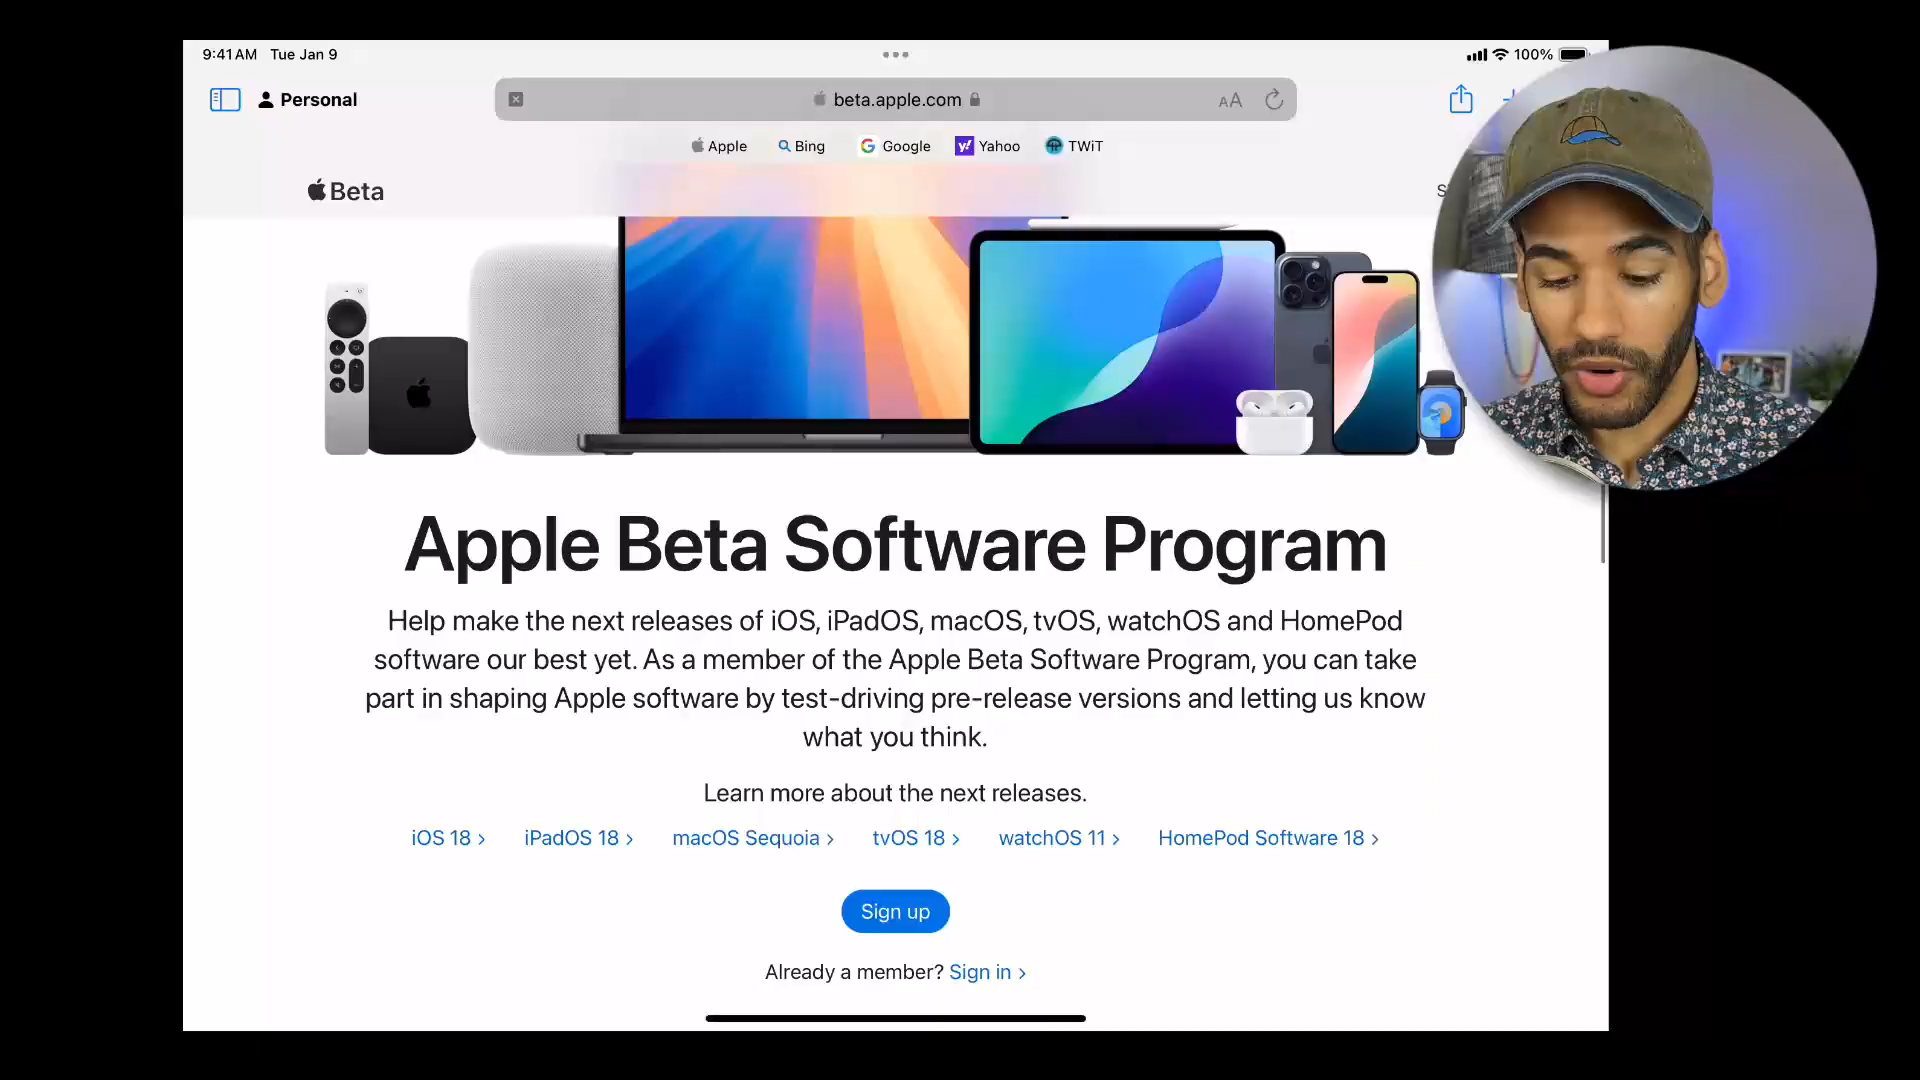 9:41 AM Tue Jan 9
100%
Personal
beta.apple.com
AA
Apple
Bing
Google
y!
Yahoo
TWiT
Beta
Apple Beta Software Program
Help make the next releases of iOS, iPadOS, macOS, tvOS, watchOS and HomePod
software our best yet. As a member of the Apple Beta Software Program, you can take
part in shaping Apple software by test-driving pre-release versions and letting us know
what you think.
Learn more about the next releases.
iOS 18 >
iPadOS 18 >
macOS Sequoia >
tvOS 18 >
watchOS 11 >
HomePod Software 18 >
Sign up
Already a member? Sign in >